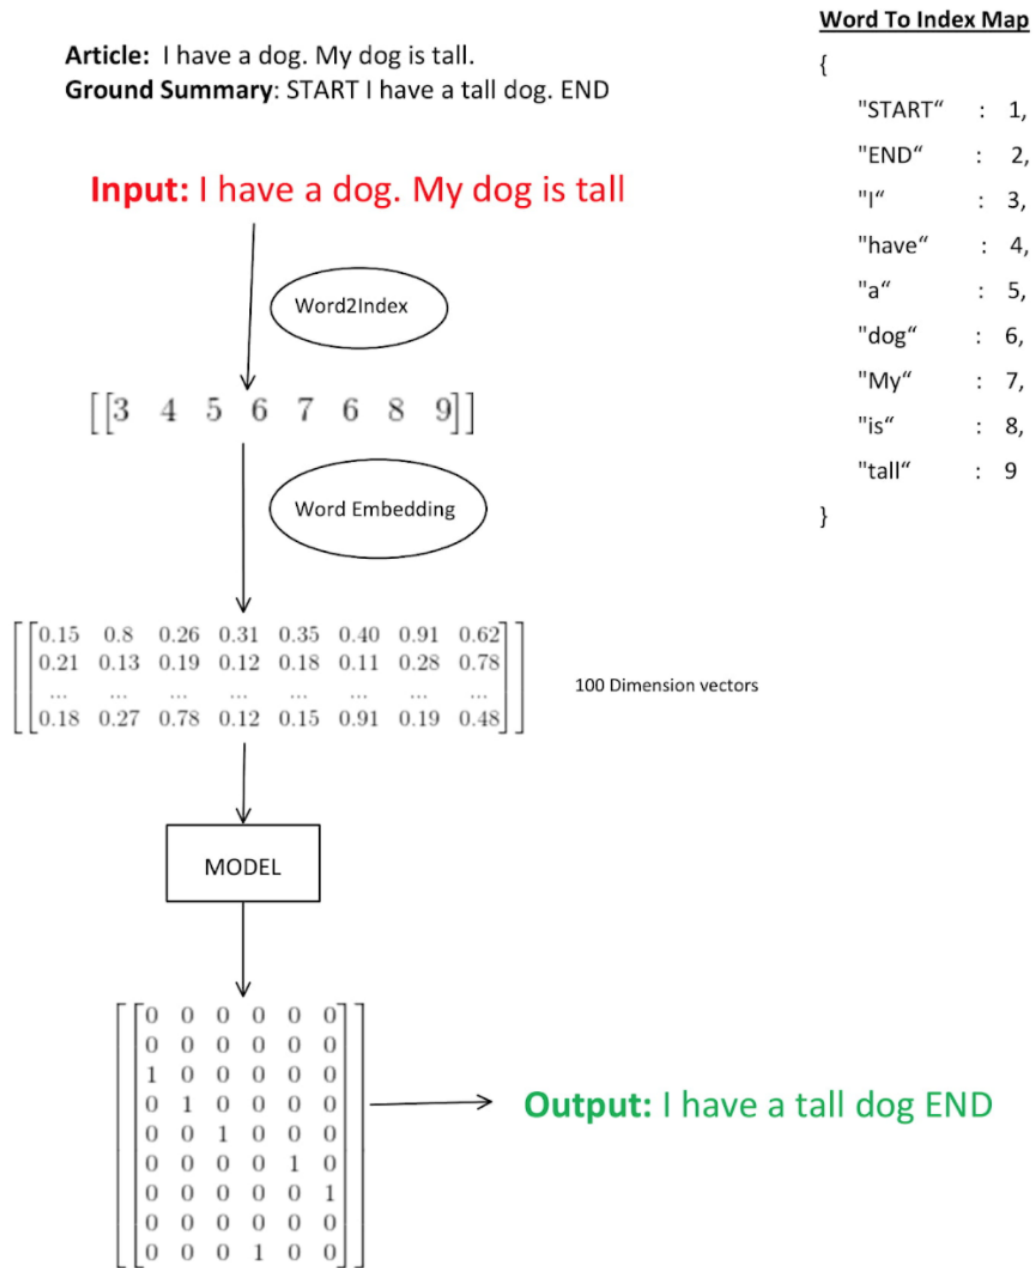 Article: I have a dog. My dog is tall.
Ground Summary: START I have a tall dog. END
Input: I have a dog. My dog is tall
Word2Index
[[3 4 5 6 7 6 8 9]]
Word Embedding
[[0.15 0.8 0.26 0.31 0.35 0.40 0.91 0.62]
0.21 0.13 0.19 0.12 0.18 0.11 0.28 0.78
... ... ... ... ... ... ... ...
0.18 0.27 0.78 0.12 0.15 0.91 0.19 0.48]]
100 Dimension vectors
MODEL
[[0 0 0 0 0 0
0 0 0 0 0 0
1 0 0 0 0 0
0 1 0 0 0 0
0 0 1 0 0 0
0 0 0 0 1 0
0 0 0 0 0 1
0 0 0 0 0 0
0 0 0 1 0 0]]
Output: I have a tall dog END
Word To Index Map
{
"START“ : 1,
"END“ : 2,
"I“ : 3,
"have“ : 4,
"a“ : 5,
"dog“ : 6,
"My“ : 7,
"is“ : 8,
"tall“ : 9
}